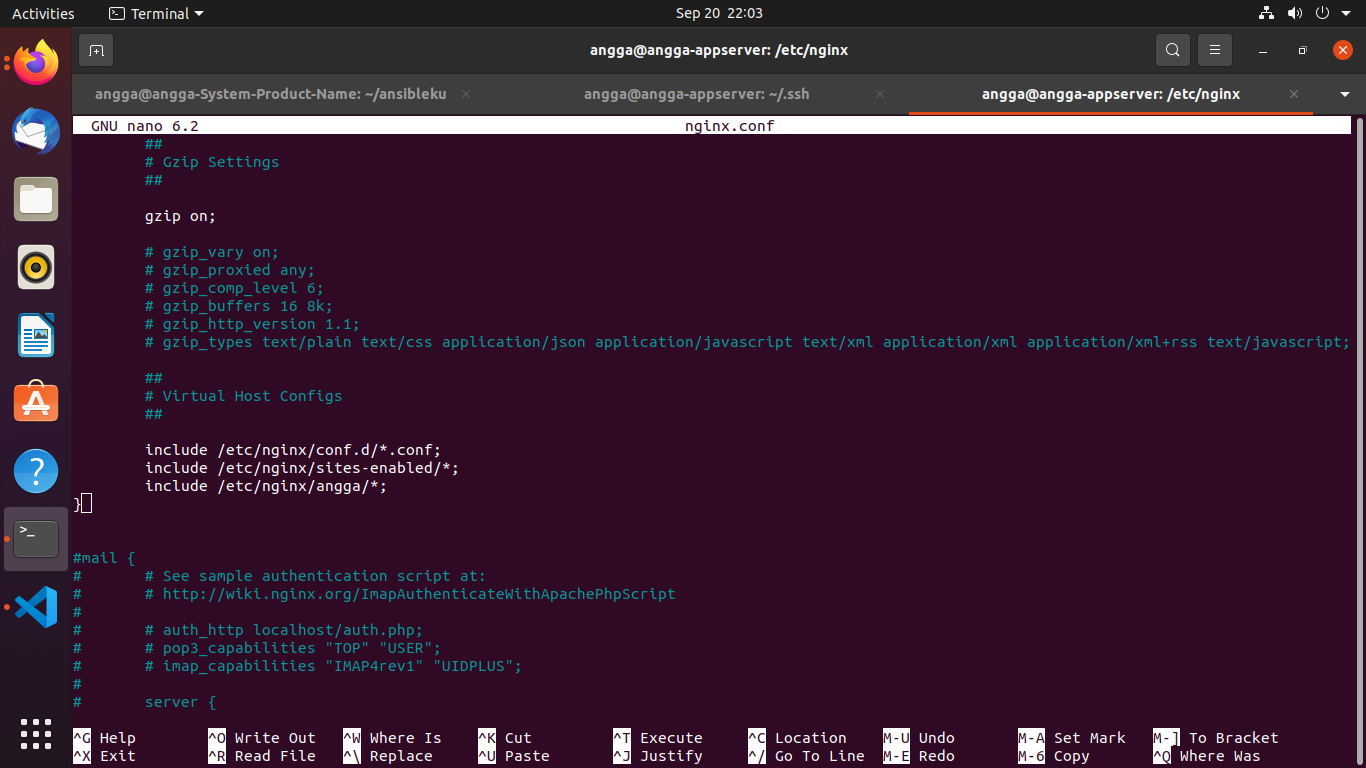 Activities Terminal Sep 20 22:03
angga@angga-appserver: /etc/nginx
angga@angga-System-Product-Name: ~/ansibleku angga@angga-appserver: ~/.ssh angga@angga-appserver: /etc/nginx
GNU nano 6.2 nginx.conf
##
# Gzip Settings
##
gzip on;
# gzip_vary on;
# gzip_proxied any;
# gzip_comp_level 6;
# gzip_buffers 16 8k;
# gzip_http_version 1.1;
# gzip_types text/plain text/css application/json application/javascript text/xml application/xml application/xml+rss text/javascript;
##
# Virtual Host Configs
##
include /etc/nginx/conf.d/*.conf;
include /etc/nginx/sites-enabled/*;
include /etc/nginx/angga/*;
}
#mail {
# # See sample authentication script at:
# # http://wiki.nginx.org/ImapAuthenticateWithApachePhpScript
#
# # auth_http localhost/auth.php;
# # pop3_capabilities "TOP" "USER";
# # imap_capabilities "IMAP4rev1" "UIDPLUS";
#
# server {
^G Help ^O Write Out ^W Where Is ^K Cut ^T Execute ^C Location M-U Undo M-A Set Mark M-] To Bracket
^X Exit ^R Read File ^\ Replace ^U Paste ^J Justify ^/ Go To Line M-E Redo M-6 Copy ^Q Where Was